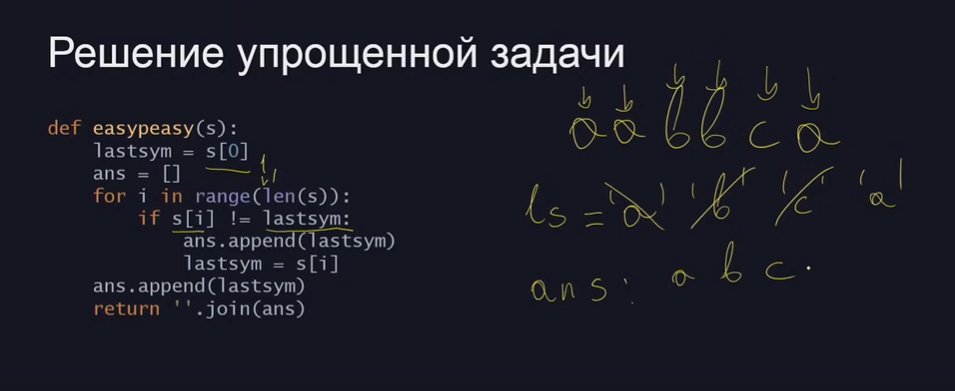 Решение упрощенной задачи
def easypeasy(s):
lastsym = s[0]
ans = []
for i in range(len(s)):
if s[i] != lastsym:
ans.append(lastsym)
lastsym = s[i]
ans.append(lastsym)
return ''.join(ans)
1,
a a b b c a
ls = 'a' 'b' 'c' 'a'
ans: a b c